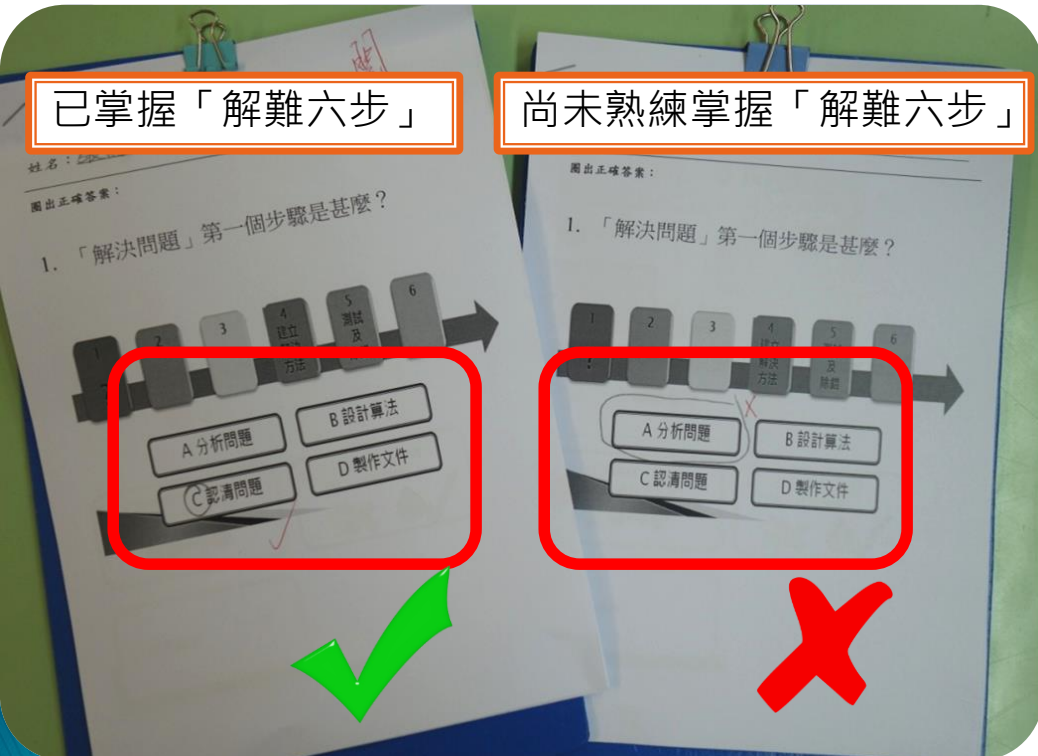 已掌握「解難六步」
姓名：
圈出正確答案：
1. 「解決問題」第一個步驟是甚麼？
1
2
3
4
建立
解決
方法
5
測試
及
6
A 分析問題
B 設計算法
C 認清問題
D 製作文件
尚未熟練掌握「解難六步」
圈出正確答案：
1. 「解決問題」第一個步驟是甚麼？
1
?
2
3
4
建立
解決
方法
5
測試
及
除錯
6
A 分析問題
B 設計算法
C 認清問題
D 製作文件